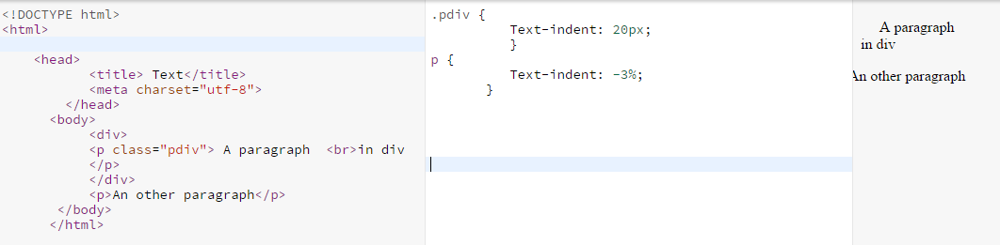 <!DOCTYPE html>
<html>
<head>
<title> Text</title>
<meta charset="utf-8">
</head>
<body>
<div>
<p class="pdiv"> A paragraph  <br>in div
</p>
</div>
<p>An other paragraph</p>
</body>
</html>
.pdiv {
Text-indent: 20px;
}
p {
Text-indent: -3%;
}
A paragraph
in div
An other paragraph